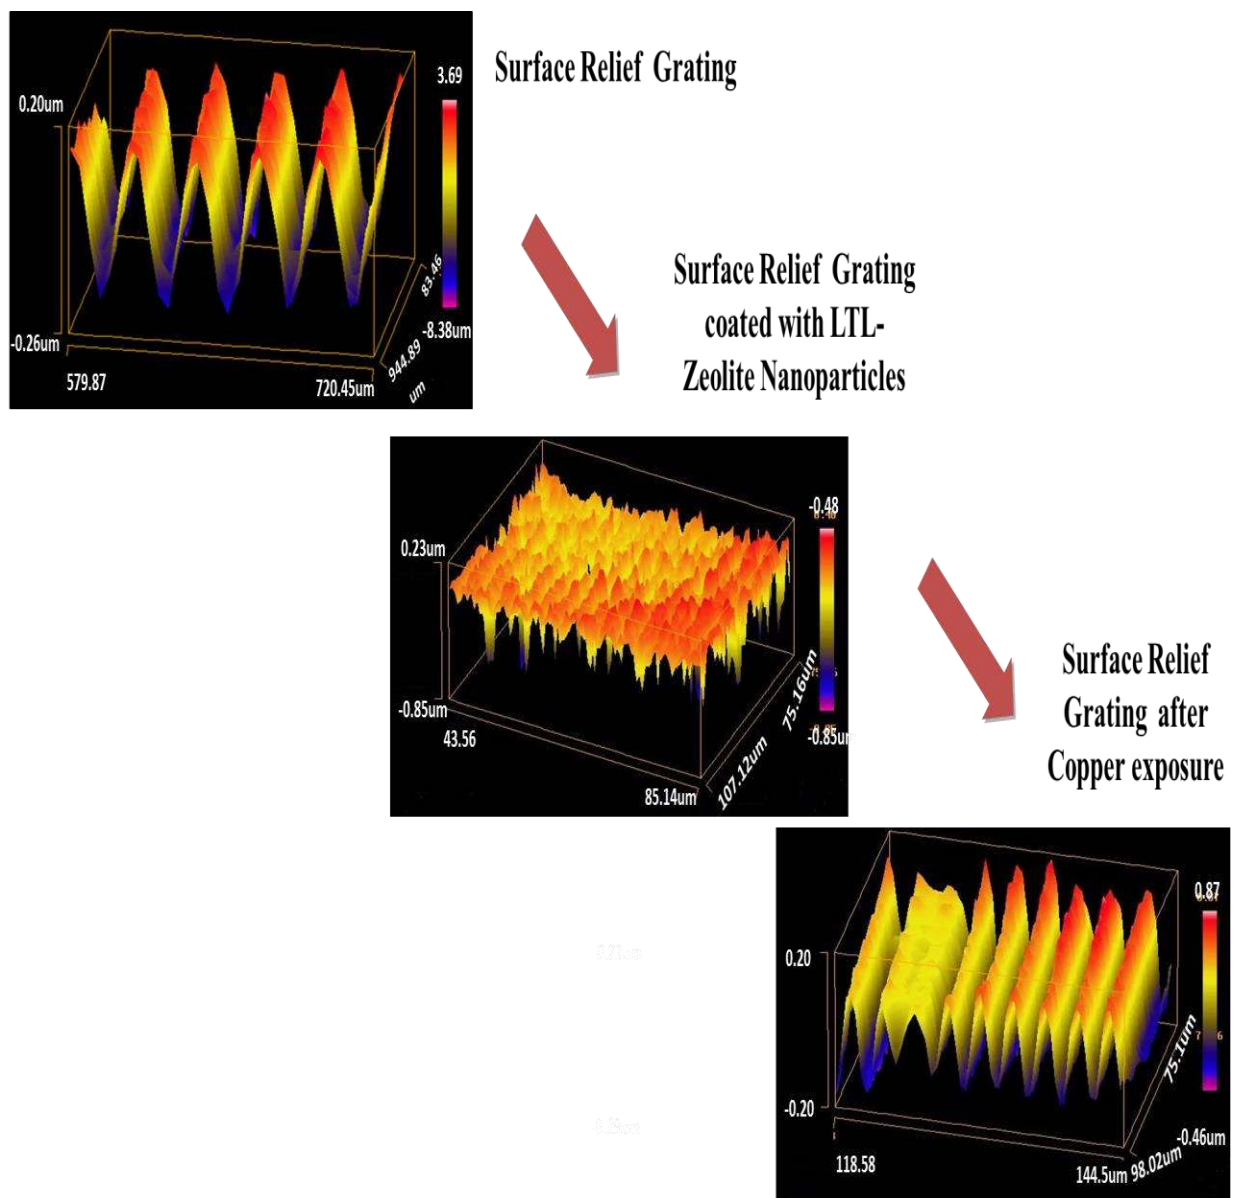 Surface Relief Grating
3.69
0.20um
-0.26um
579.87
720.45um
944.89
um
83.46
-8.38um
Surface Relief Grating
coated with LTL-
Zeolite Nanoparticles
-0.48
0.23um
-0.85um
43.56
85.14um
107.12um
75.16um
-0.85um
Surface Relief
Grating after
Copper exposure
0.87
0.20
-0.20
118.58
144.5um
98.02um
75.1um
-0.46um